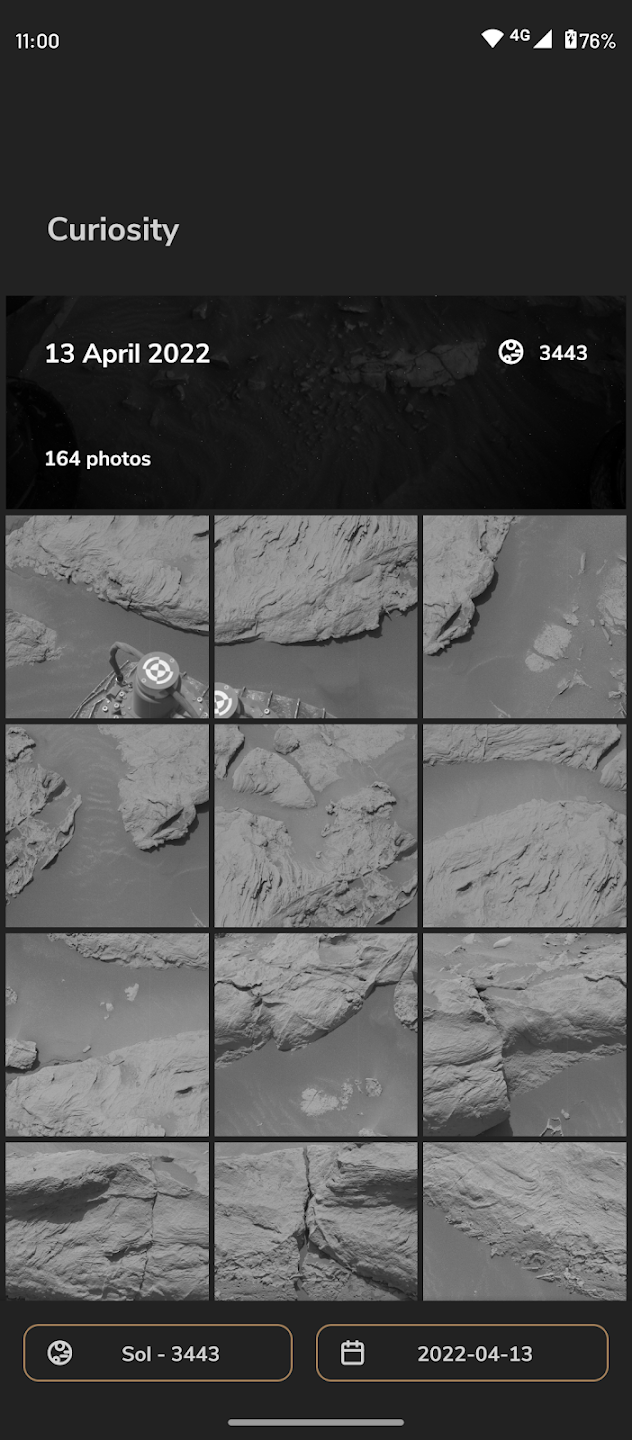 11:00
4G
76%
Curiosity
13 April 2022
3443
164 photos
Sol - 3443
2022-04-13